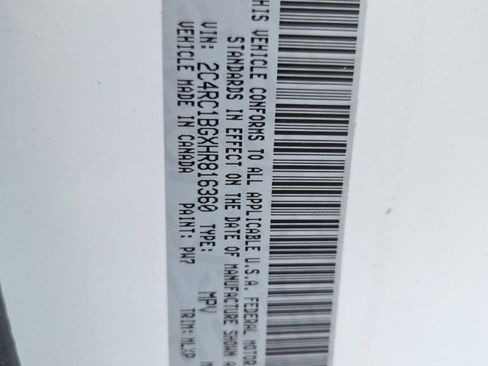 THIS VEHICLE CONFORMS TO ALL APPLICABLE U.S.A. FEDERAL MOTOR
STANDARDS IN EFFECT ON THE DATE OF MANUFACTURE SHOWN A
VIN: 2C4RC1BGXHR816360 TYPE: MPV
VEHICLE MADE IN CANADA PAINT: PW7 TRIM: MLXP